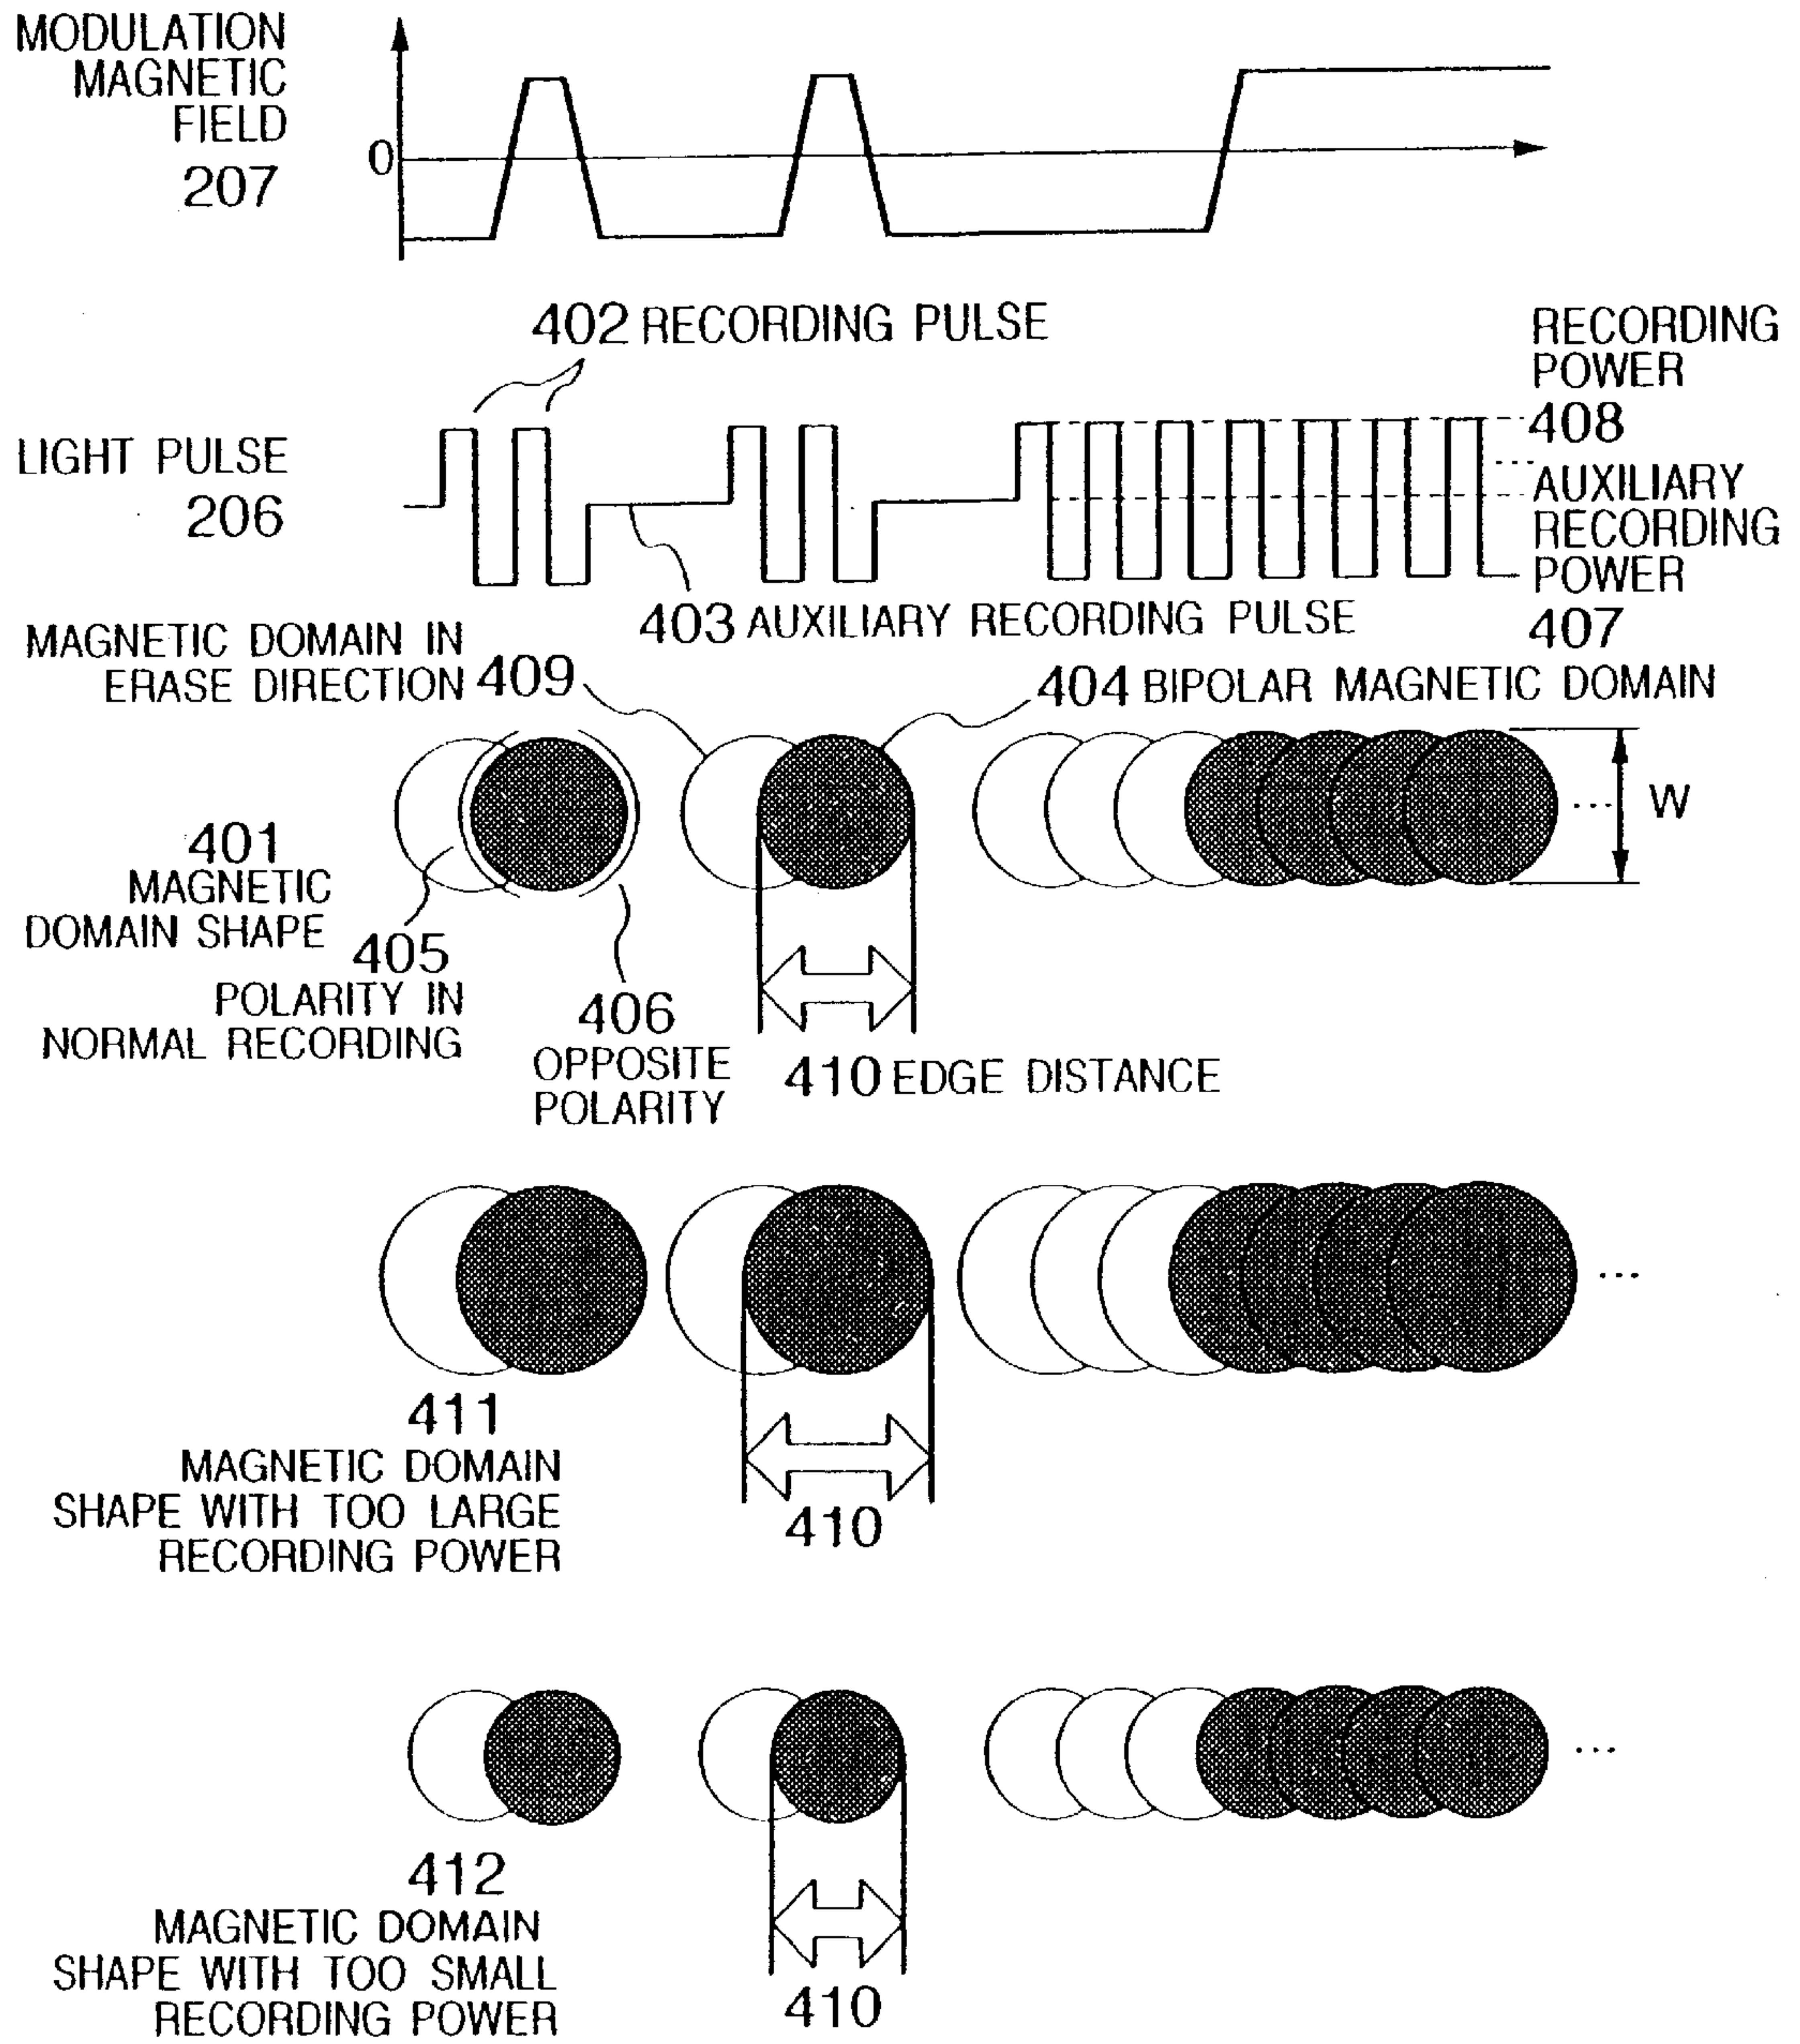 MODULATION
MAGNETIC
FIELD
207
0
402 RECORDING PULSE
RECORDING
POWER
408
LIGHT PULSE
206
AUXILIARY
RECORDING
POWER
407
403 AUXILIARY RECORDING PULSE
MAGNETIC DOMAIN IN
ERASE DIRECTION 409
404 BIPOLAR MAGNETIC DOMAIN
W
401
MAGNETIC
DOMAIN SHAPE
405
POLARITY IN
NORMAL RECORDING
406
OPPOSITE
POLARITY
410 EDGE DISTANCE
411
MAGNETIC DOMAIN
SHAPE WITH TOO LARGE
RECORDING POWER
410
412
MAGNETIC DOMAIN
SHAPE WITH TOO SMALL
RECORDING POWER
410